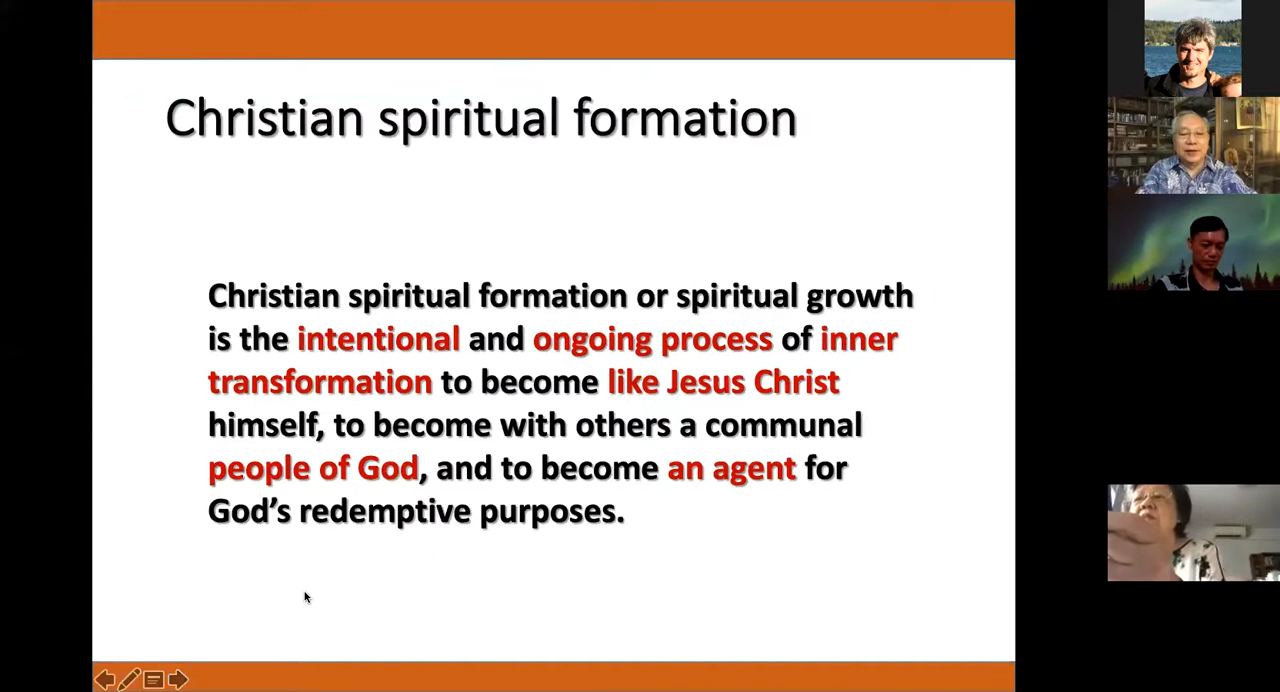 Christian spiritual formation
Christian spiritual formation or spiritual growth
is the intentional and ongoing process of inner
transformation to become like Jesus Christ
himself, to become with others a communal
people of God, and to become an agent for
God’s redemptive purposes.